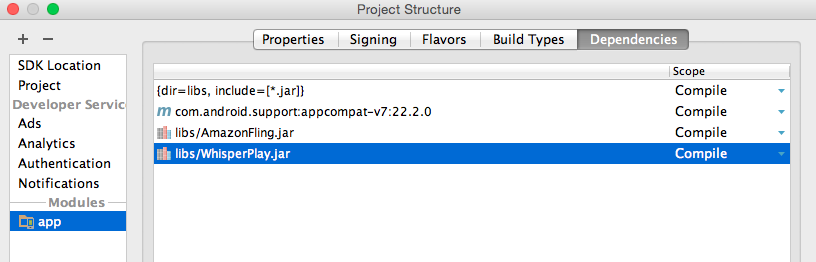 Project Structure
+ −
SDK Location
Project
Developer Servic
Ads
Analytics
Authentication
Notifications
Modules
app
Properties Signing Flavors Build Types Dependencies
Scope
{dir=libs, include=[*.jar]} Compile
m com.android.support:appcompat-v7:22.2.0 Compile
libs/AmazonFling.jar Compile
libs/WhisperPlay.jar Compile